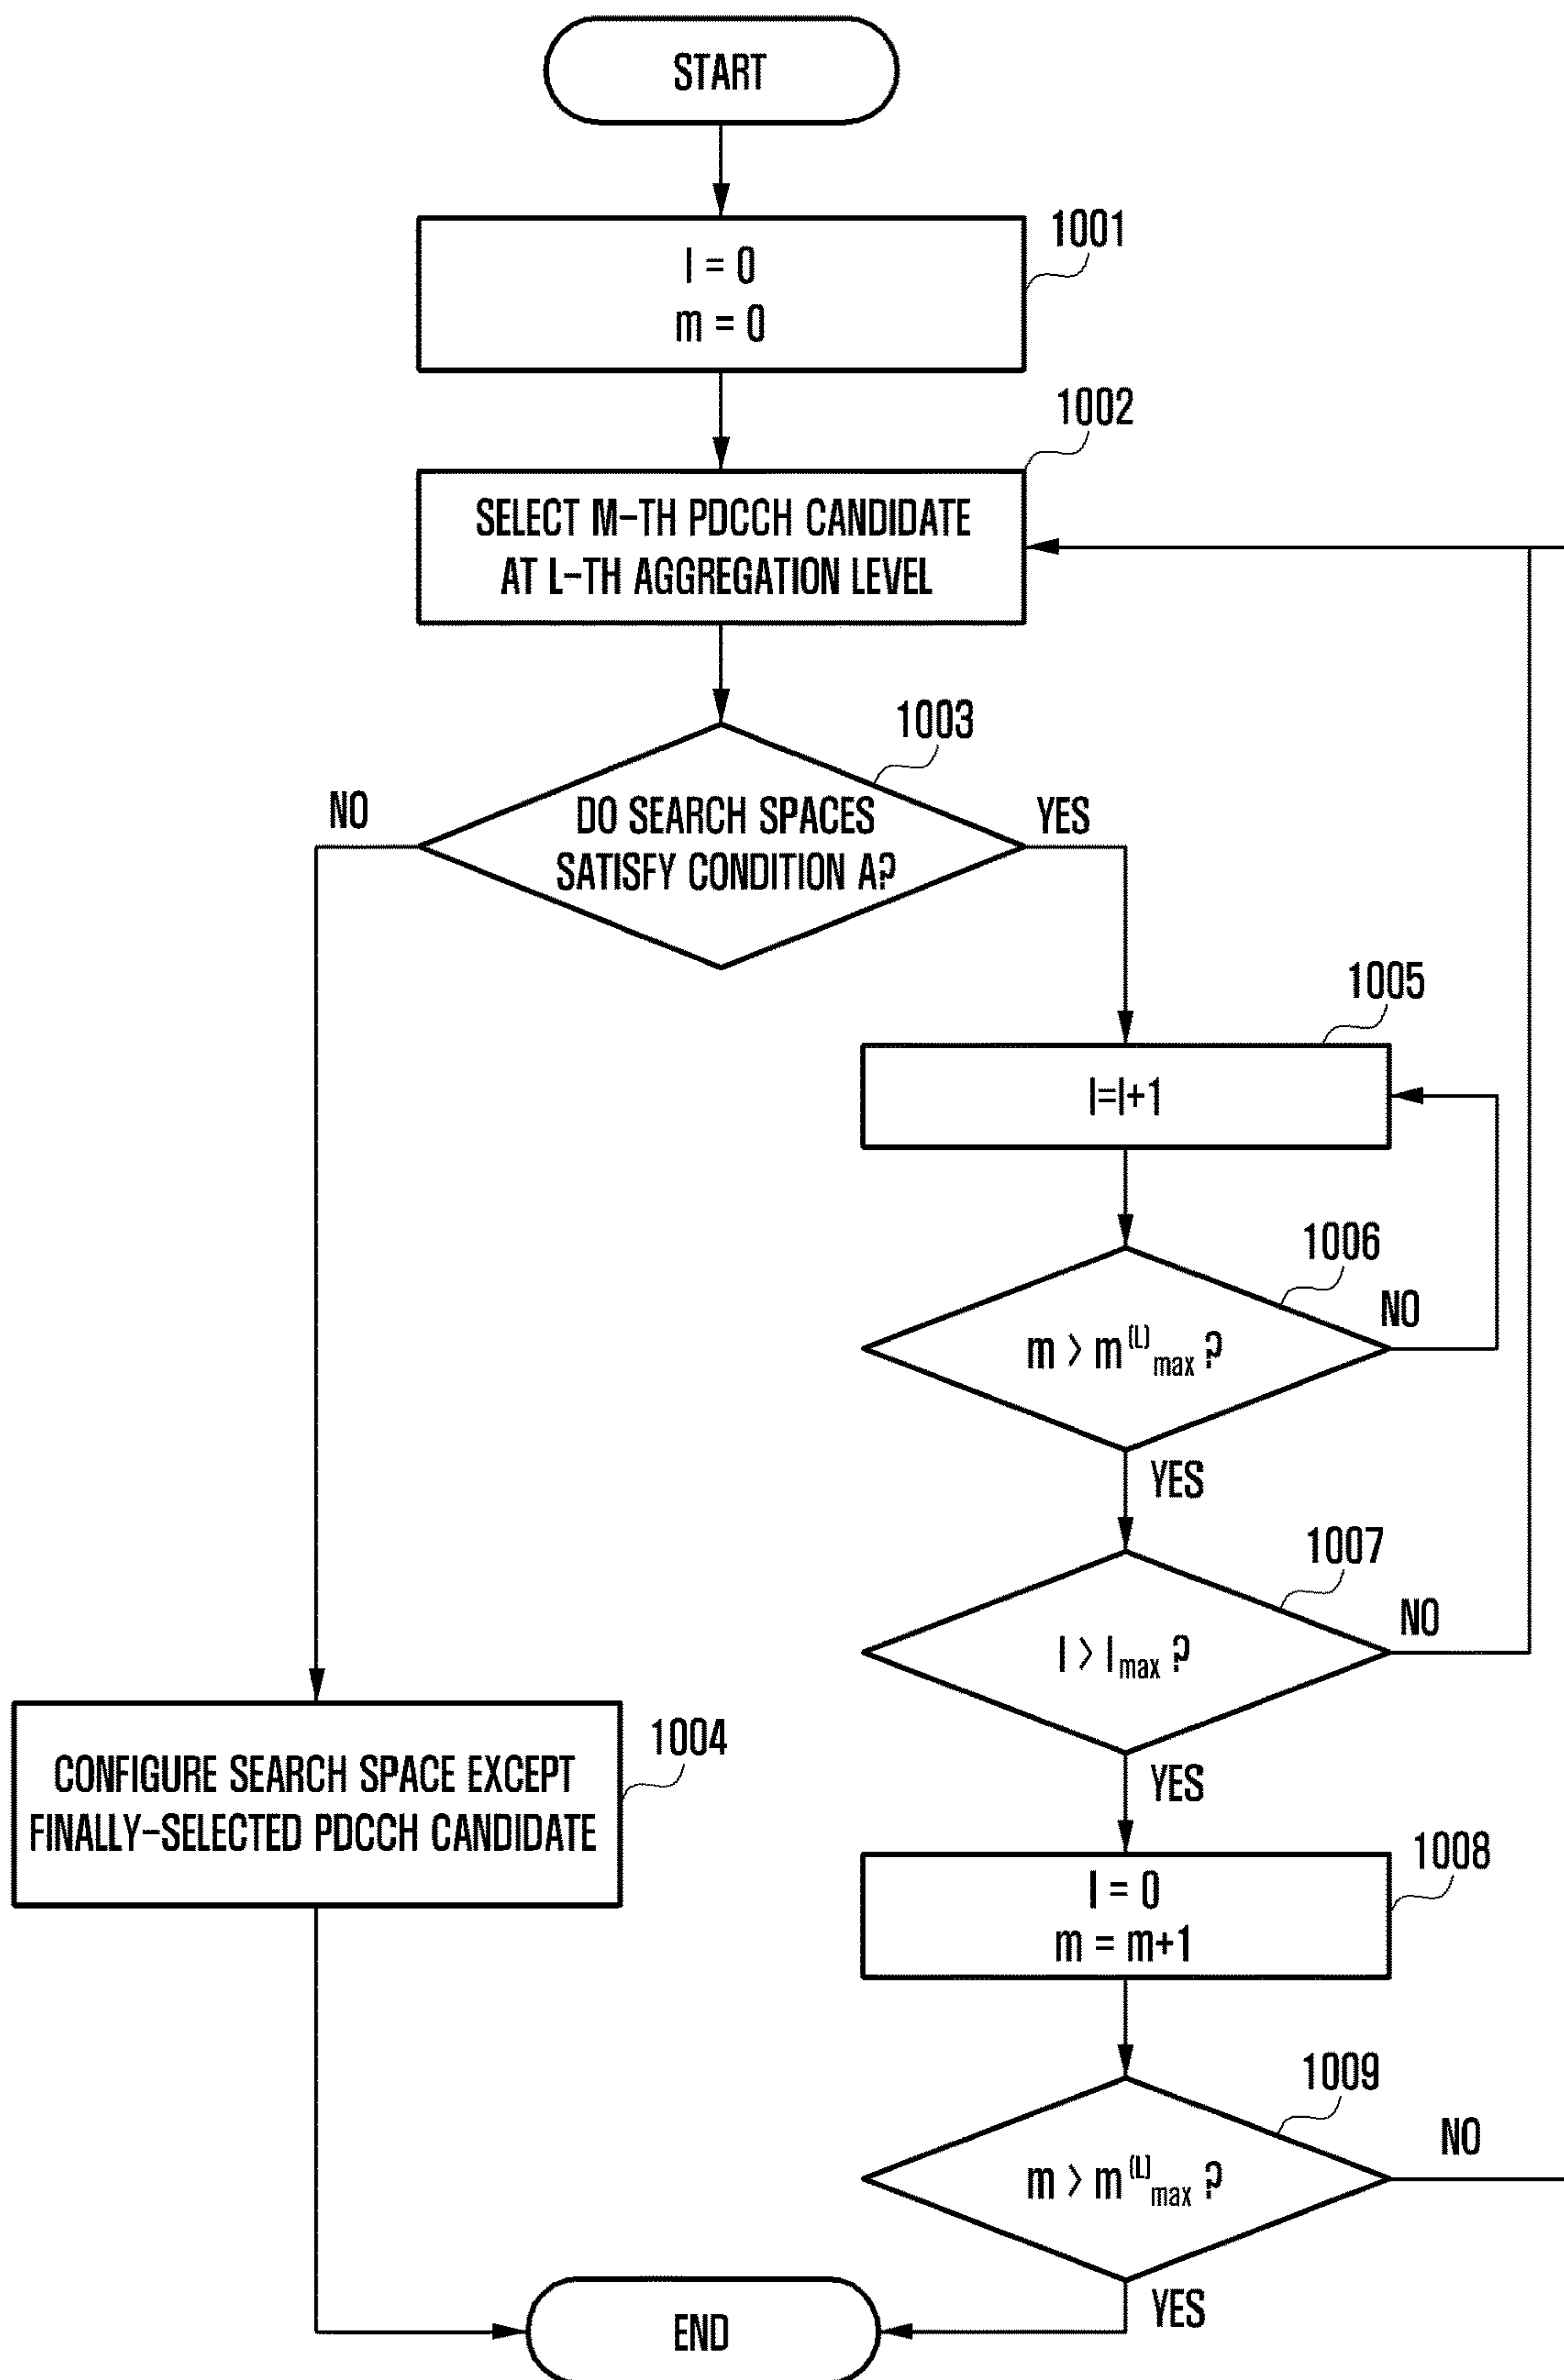 START
1001
l = 0
m = 0
1002
SELECT M-TH PDCCH CANDIDATE
AT L-TH AGGREGATION LEVEL
1003
NO
DO SEARCH SPACES
SATISFY CONDITION A?
YES
1005
l=l+1
1006
m > m(L)max ?
NO
YES
1007
l > lmax ?
NO
YES
1004
CONFIGURE SEARCH SPACE EXCEPT
FINALLY-SELECTED PDCCH CANDIDATE
1008
l = 0
m = m+1
1009
m > m(L)max ?
NO
YES
END